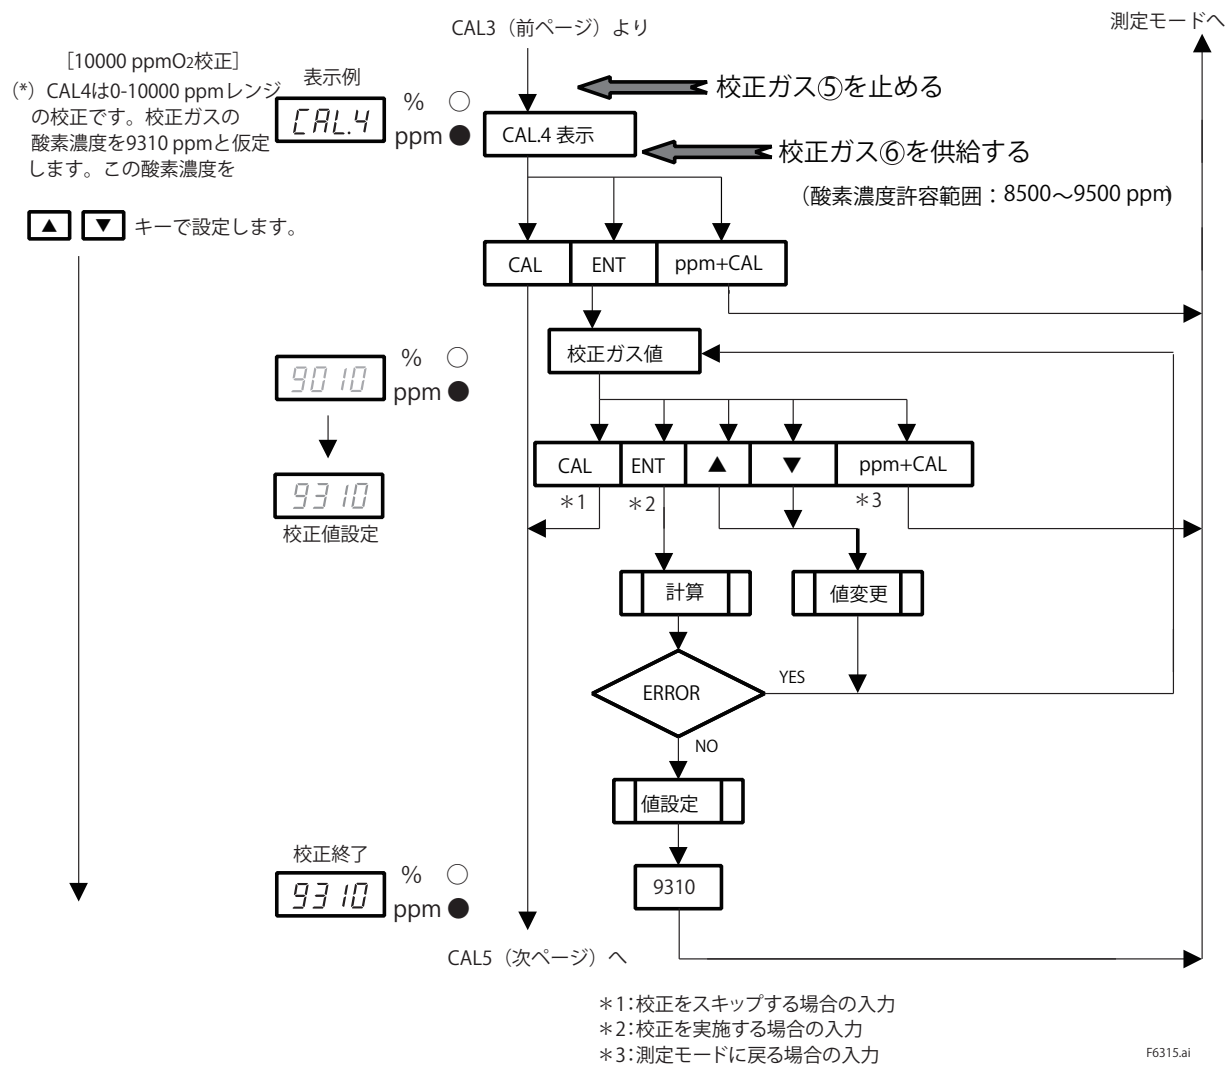 CAL3（前ページ）より
測定モードへ
［10000 ppmO2校正］
(*) CAL4は0-10000 ppmレンジ
の校正です。校正ガスの
酸素濃度を9310 ppmと仮定
します。この酸素濃度を
▲ ▼ キーで設定します。
表示例
CAL.4
% ○
ppm ●
CAL.4 表示
校正ガス⑤を止める
校正ガス⑥を供給する
（酸素濃度許容範囲：8500～9500 ppm）
CAL ENT ppm+CAL
校正ガス値
9010
% ○
ppm ●
9310
校正値設定
CAL ENT ▲ ▼ ppm+CAL
＊1 ＊2 ＊3
計算
値変更
ERROR
YES
NO
値設定
9310
校正終了
9310
% ○
ppm ●
CAL5（次ページ）へ
＊1：校正をスキップする場合の入力
＊2：校正を実施する場合の入力
＊3：測定モードに戻る場合の入力
F6315.ai